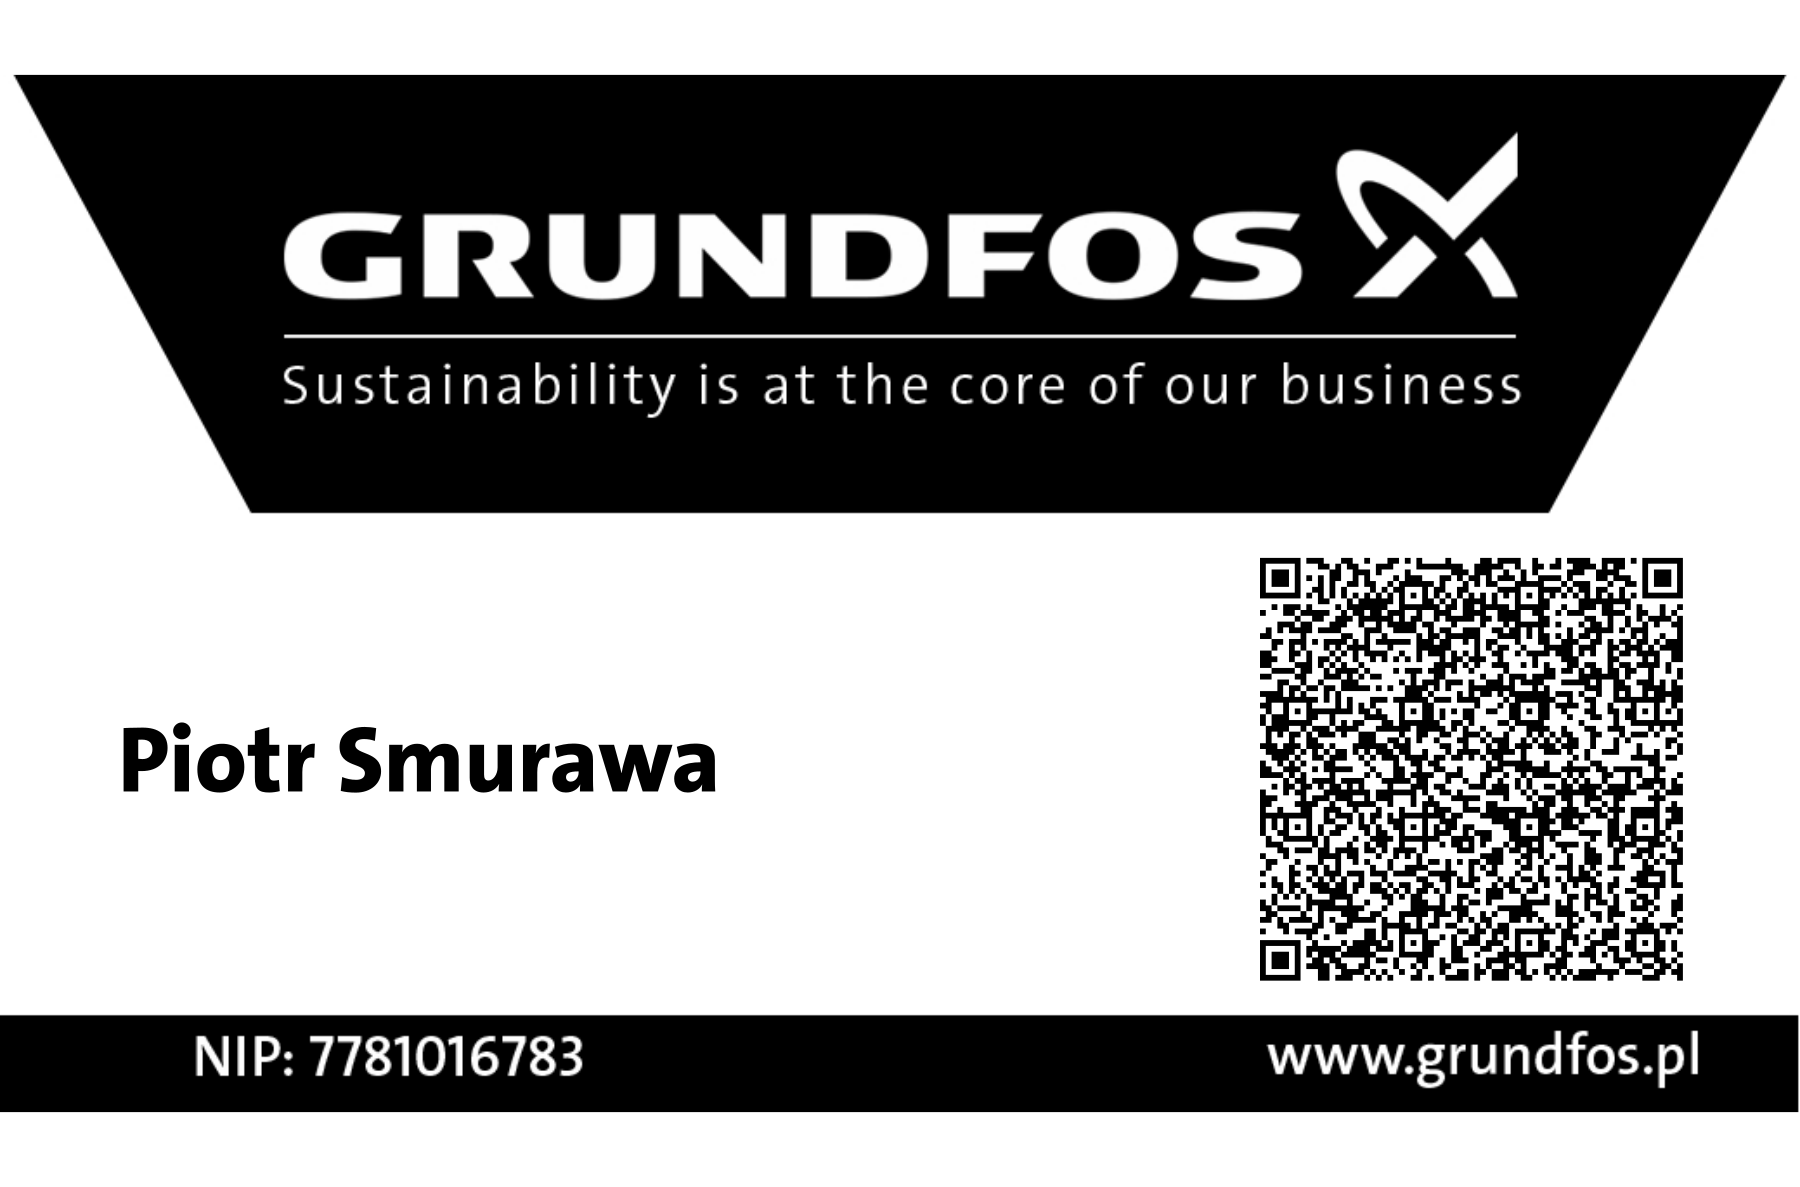 GRUNDFOS
Sustainability is at the core of our business
Piotr Smurawa
NIP: 7781016783
www.grundfos.pl